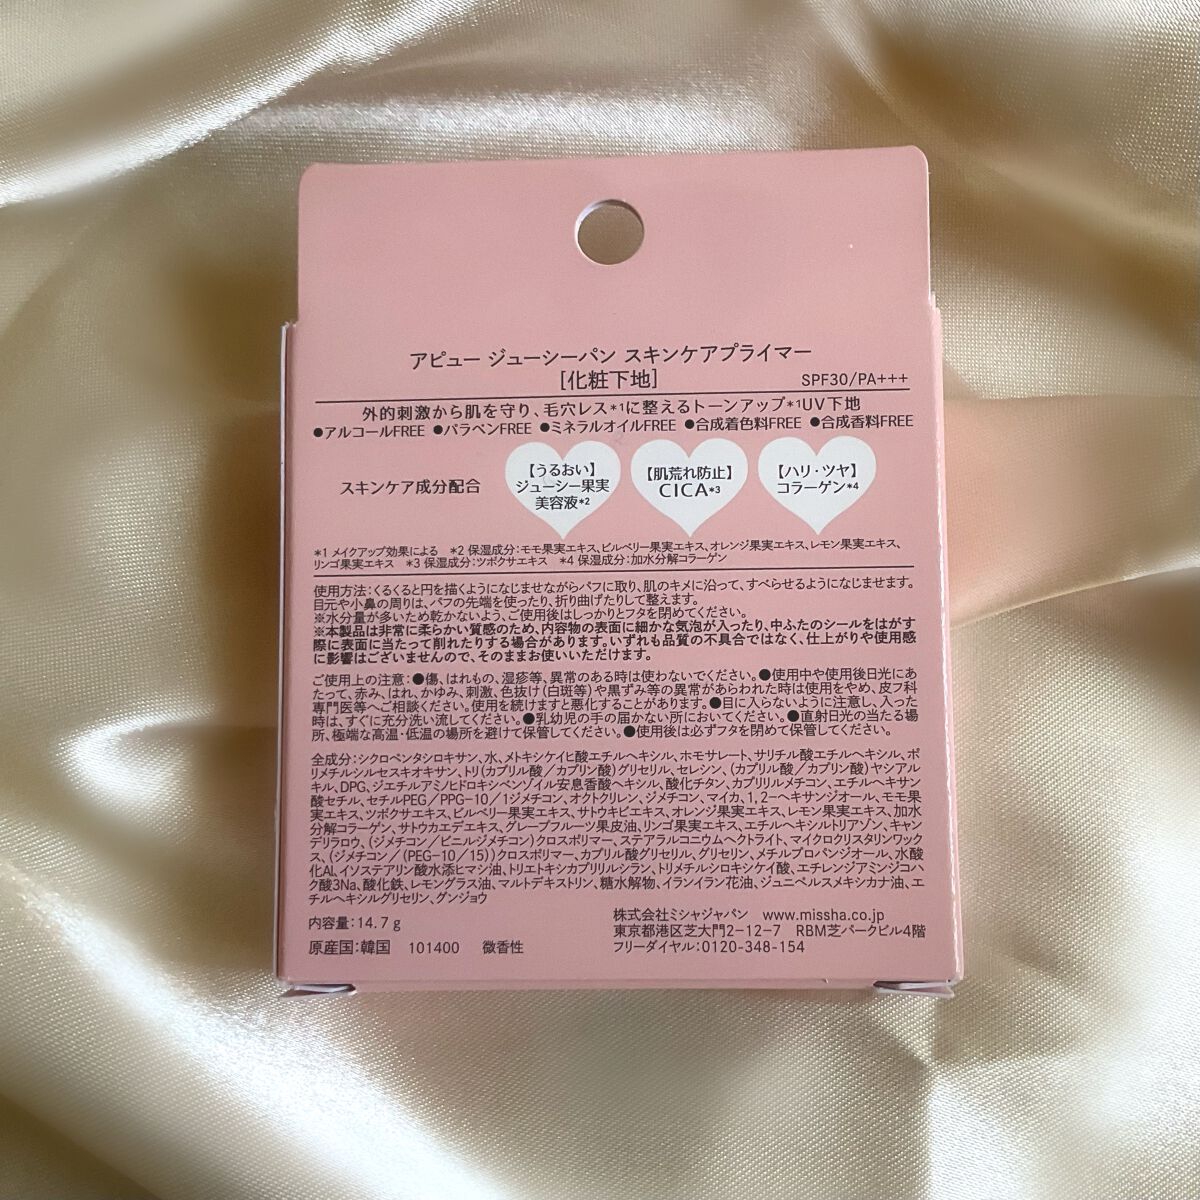 アピュー ジューシーパン スキンケアプライマー
[化粧下地]
SPF30/PA+++
外的刺激から肌を守り、毛穴レス*1に整えるトーンアップ*1UV下地
●アルコールFREE ●パラベンFREE ●ミネラルオイルFREE ●合成着色料FREE ●合成香料FREE
スキンケア成分配合
【うるおい】
ジューシー果実
美容液*2
【肌荒れ防止】
CICA*3
【ハリ・ツヤ】
コラーゲン*4
*1 メイクアップ効果による *2 保湿成分:モモ果実エキス、ビルベリー果実エキス、オレンジ果実エキス、レモン果実エキス、
リンゴ果実エキス *3 保湿成分:ツボクサエキス *4 保湿成分:加水分解コラーゲン
使用方法:くるくると円を描くようになじませながらパフに取り、肌のキメに沿って、すべらせるようになじませます。
目元や小鼻の周りは、パフの先端を使ったり、折り曲げたりして整えます。
※水分量が多いため乾かないよう、ご使用後はしっかりとフタを閉めてください。
※本製品は非常に柔らかい質感のため、内容物の表面に細かな気泡が入ったり、中ふたのシールをはがす
際に表面に当たって削れたりする場合があります。いずれも品質の不具合ではなく、仕上がりや使用感
に影響はございませんので、そのままお使いいただけます。
ご使用上の注意:●傷、はれもの、湿疹等、異常のある時は使わないでください。●使用中や使用後日光にあ
たって、赤み、はれ、かゆみ、刺激、色抜け(白斑等)や黒ずみ等の異常があらわれた時は使用をやめ、皮フ科
専門医等へご相談ください。使用を続けますと悪化することがあります。●目に入らないように注意し、入った
時は、すぐに充分洗い流してください。●乳幼児の手の届かない所においてください。●直射日光の当たる場
所、極端な高温・低温の場所を避けて保管してください。●使用後は必ずフタを閉めて保管してください。
全成分:シクロペンタシロキサン、水、メトキシケイヒ酸エチルヘキシル、ホモサレート、サリチル酸エチルヘキシル、ポ
リメチルシルセスキオキサン、トリ(カプリル酸/カプリン酸)グリセリル、セレシン、(カプリル酸/カプリン酸)ヤシアル
キル、DPG、ジエチルアミノヒドロキシベンゾイル安息香酸ヘキシル、酸化チタン、カプリリルメチコン、エチルヘキサン
酸セチル、セチルPEG/PPG-10/1ジメチコン、オクトクリレン、ジメチコン、マイカ、1,2-ヘキサンジオール、モモ果
実エキス、ツボクサエキス、ビルベリー果実エキス、サトウキビエキス、オレンジ果実エキス、レモン果実エキス、加水
分解コラーゲン、サトウカエデエキス、グレープフルーツ果皮油、リンゴ果実エキス、エチルヘキシルトリアゾン、キャン
デリラロウ、(ジメチコン/ビニルジメチコン)クロスポリマー、ステアラルコニウムヘクトライト、マイクロクリスタリンワック
ス、(ジメチコン/(PEG-10/15))クロスポリマー、カプリル酸グリセリル、グリセリン、メチルプロパンジオール、水酸
化Al、イソステアリン酸水添ヒマシ油、トリエトキシカプリリルシラン、トリメチルシロキシケイ酸、エチレンジアミンジコハ
ク酸3Na、酸化鉄、レモングラス油、マルトデキストリン、糖水解物、イランイラン花油、ジュニペルスメキシカナ油、エ
チルヘキシルグリセリン、グンジョウ
内容量:14.7g
原産国:韓国 101400 微香性
株式会社ミシャジャパン www.missha.co.jp
東京都港区芝大門2-12-7 RBM芝パークビル4階
フリーダイヤル:0120-348-154